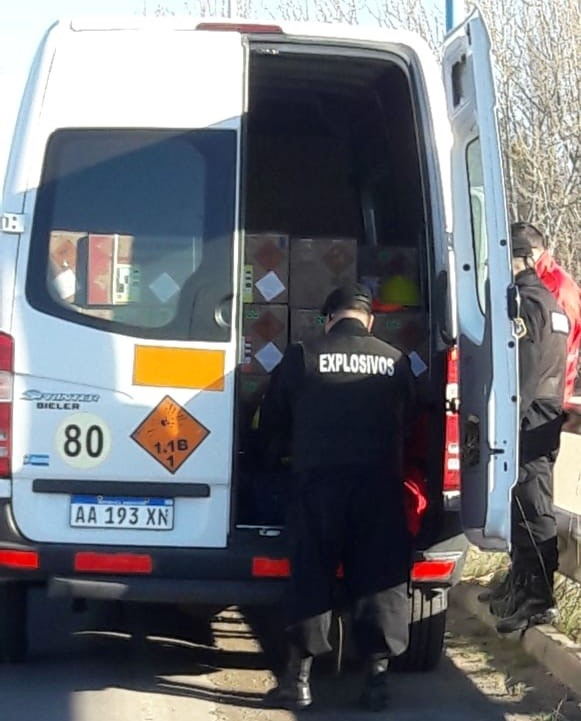 EXPLOSIVOS
SPRINTER
BIELER
80
1.1B
1
AA 193 XN